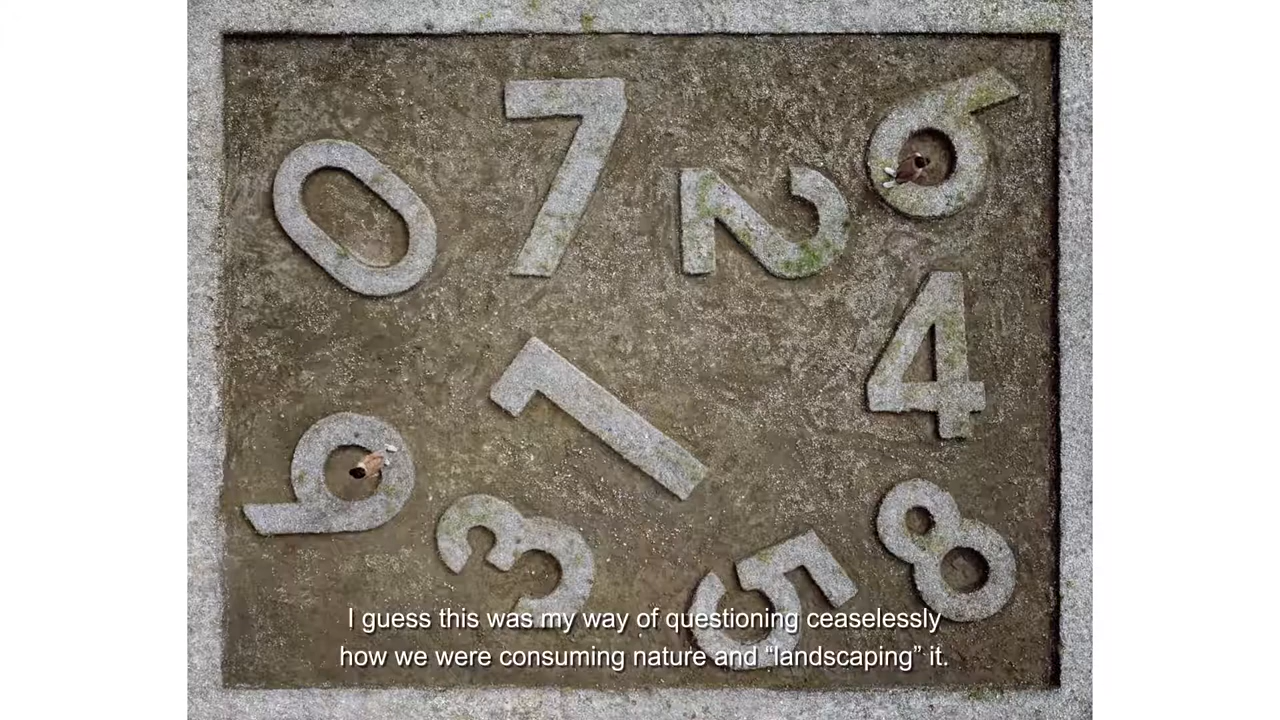 0 7 2 6
4
1
9 3 5 8
I guess this was my way of questioning ceaselessly
how we were consuming nature and “landscaping” it.